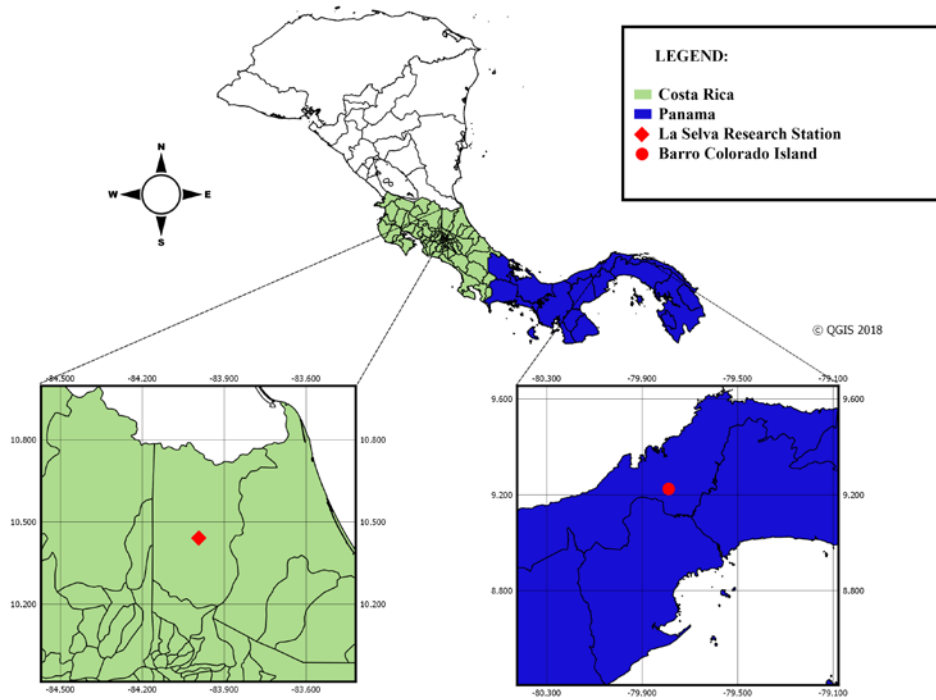 LEGEND:
Costa Rica
Panama
La Selva Research Station
Barro Colorado Island
N
W
E
S
© QGIS 2018
-84.500 -84.200 -83.900 -83.600
10.800 10.800
10.500 10.500
10.200 10.200
-84.500 -84.200 -83.900 -83.600
-80.300 -79.900 -79.500 -79.100
9.600 9.600
9.200 9.200
8.800 8.800
-80.300 -79.900 -79.500 -79.100